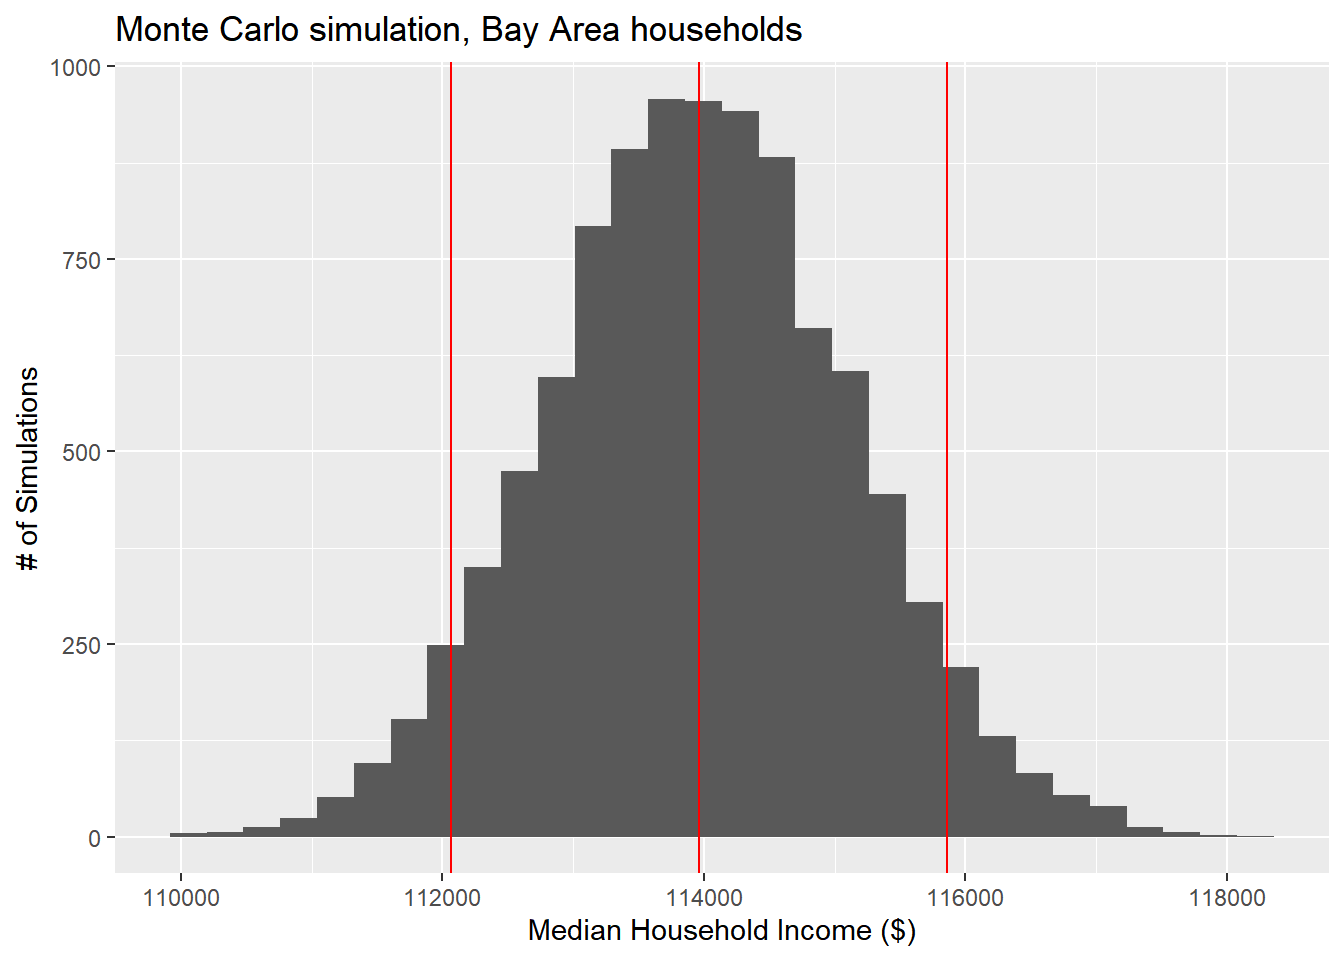 Monte Carlo simulation, Bay Area households
1000
750
500
250
0
# of Simulations
110000 112000 114000 116000 118000
Median Household Income ($)